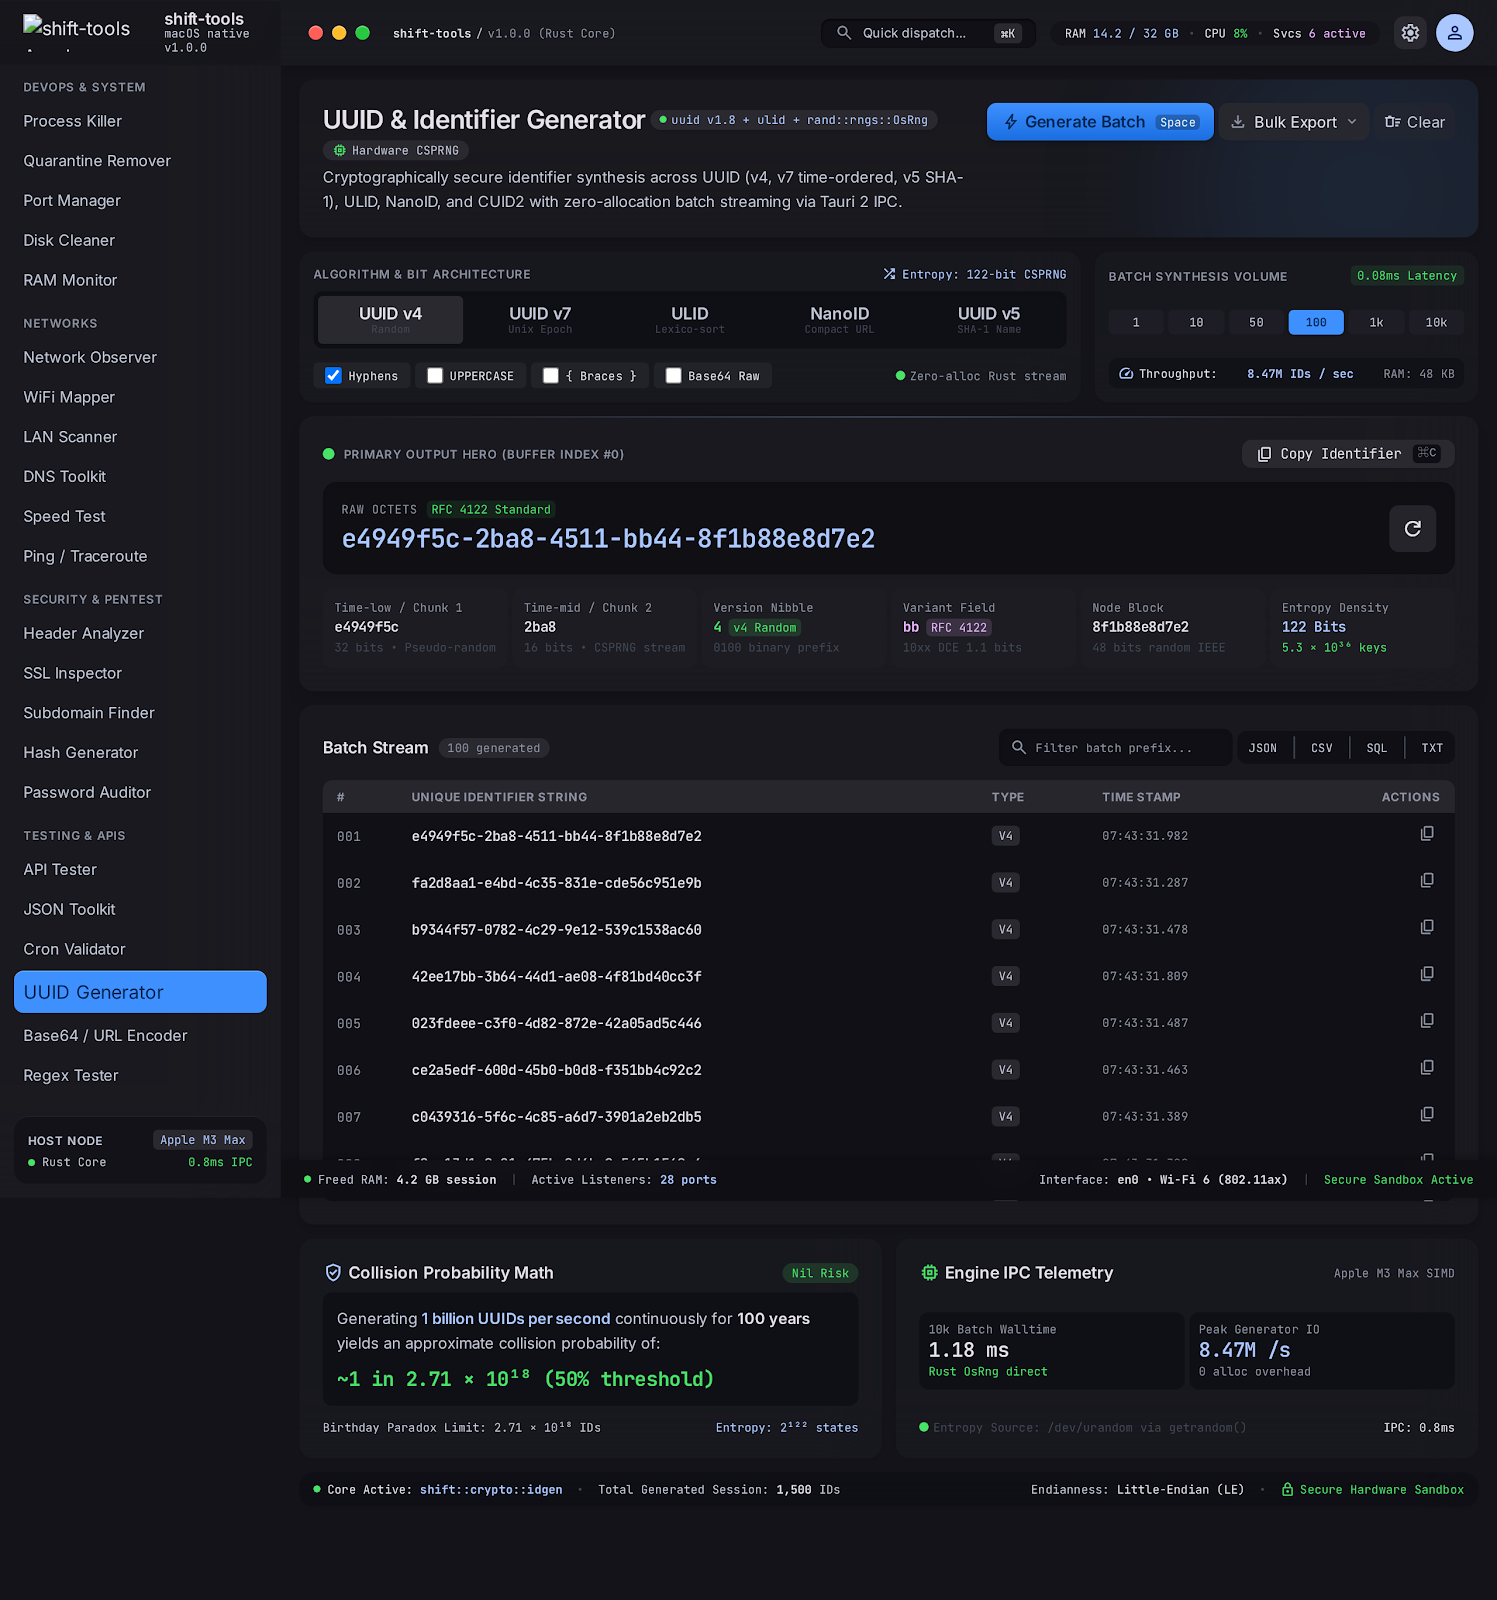 shift-tools
shift-tools
macOS native
v1.0.0
shift-tools / v1.0.0 (Rust Core)
Quick dispatch... ⌘K
RAM 14.2 / 32 GB • CPU 8% • Svcs 6 active
DEVOPS & SYSTEM
Process Killer
Quarantine Remover
Port Manager
Disk Cleaner
RAM Monitor
NETWORKS
Network Observer
WiFi Mapper
LAN Scanner
DNS Toolkit
Speed Test
Ping / Traceroute
SECURITY & PENTEST
Header Analyzer
SSL Inspector
Subdomain Finder
Hash Generator
Password Auditor
TESTING & APIS
API Tester
JSON Toolkit
Cron Validator
UUID Generator
Base64 / URL Encoder
Regex Tester
HOST NODE Apple M3 Max
Rust Core 0.8ms IPC
UUID & Identifier Generator uuid v1.8 + ulid + rand::rngs::OsRng
Hardware CSPRNG
Cryptographically secure identifier synthesis across UUID (v4, v7 time-ordered, v5 SHA-
1), ULID, NanoID, and CUID2 with zero-allocation batch streaming via Tauri 2 IPC.
Generate Batch Space
Bulk Export
Clear
ALGORITHM & BIT ARCHITECTURE Entropy: 122-bit CSPRNG
UUID v4 UUID v7 ULID NanoID UUID v5
Random Unix Epoch Lexico-sort Compact URL SHA-1 Name
Hyphens UPPERCASE { Braces } Base64 Raw Zero-alloc Rust stream
BATCH SYNTHESIS VOLUME 0.08ms Latency
1 10 50 100 1k 10k
Throughput: 8.47M IDs / sec RAM: 48 KB
PRIMARY OUTPUT HERO (BUFFER INDEX #0) Copy Identifier ⌘C
RAW OCTETS RFC 4122 Standard
e4949f5c-2ba8-4511-bb44-8f1b88e8d7e2
Time-low / Chunk 1
e4949f5c
32 bits • Pseudo-random
Time-mid / Chunk 2
2ba8
16 bits • CSPRNG stream
Version Nibble
4 v4 Random
0100 binary prefix
Variant Field
bb RFC 4122
10xx DCE 1.1 bits
Node Block
8f1b88e8d7e2
48 bits random IEEE
Entropy Density
122 Bits
5.3 × 10³⁶ keys
Batch Stream 100 generated Filter batch prefix... JSON CSV SQL TXT
# UNIQUE IDENTIFIER STRING TYPE TIME STAMP ACTIONS
001 e4949f5c-2ba8-4511-bb44-8f1b88e8d7e2 V4 07:43:31.982
002 fa2d8aa1-e4bd-4c35-831e-cde56c951e9b V4 07:43:31.287
003 b9344f57-0782-4c29-9e12-539c1538ac60 V4 07:43:31.478
004 42ee17bb-3b64-44d1-ae08-4f81bd40cc3f V4 07:43:31.809
005 023fdeee-c3f0-4d82-872e-42a05ad5c446 V4 07:43:31.487
006 ce2a5edf-600d-45b0-b0d8-f351bb4c92c2 V4 07:43:31.463
007 c0439316-5f6c-4c85-a6d7-3901a2eb2db5 V4 07:43:31.389
Freed RAM: 4.2 GB session | Active Listeners: 28 ports
Interface: en0 • Wi-Fi 6 (802.11ax) | Secure Sandbox Active
Collision Probability Math Nil Risk
Generating 1 billion UUIDs per second continuously for 100 years
yields an approximate collision probability of:
~1 in 2.71 × 10¹⁸ (50% threshold)
Birthday Paradox Limit: 2.71 × 10¹⁸ IDs Entropy: 2¹²² states
Engine IPC Telemetry Apple M3 Max SIMD
10k Batch Walltime
1.18 ms
Rust OsRng direct
Peak Generator IO
8.47M /s
0 alloc overhead
Entropy Source: /dev/urandom via getrandom() IPC: 0.8ms
Core Active: shift::crypto::idgen • Total Generated Session: 1,500 IDs
Endianness: Little-Endian (LE) • Secure Hardware Sandbox